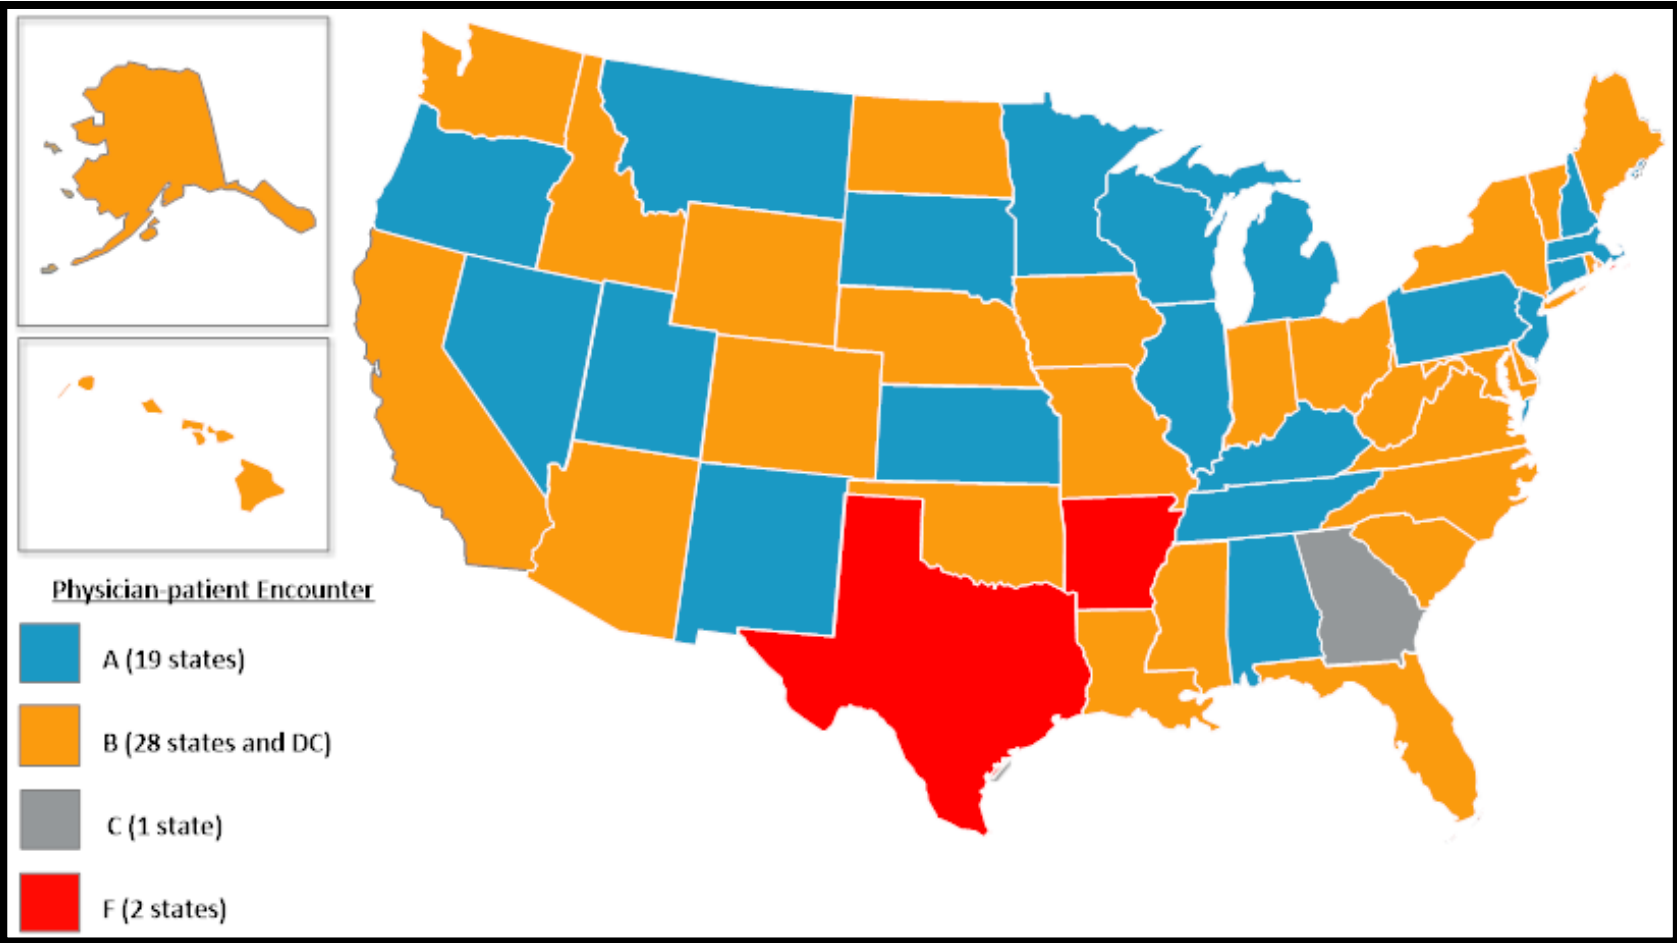 Physician-patient Encounter
A (19 states)
B (28 states and DC)
C (1 state)
F (2 states)